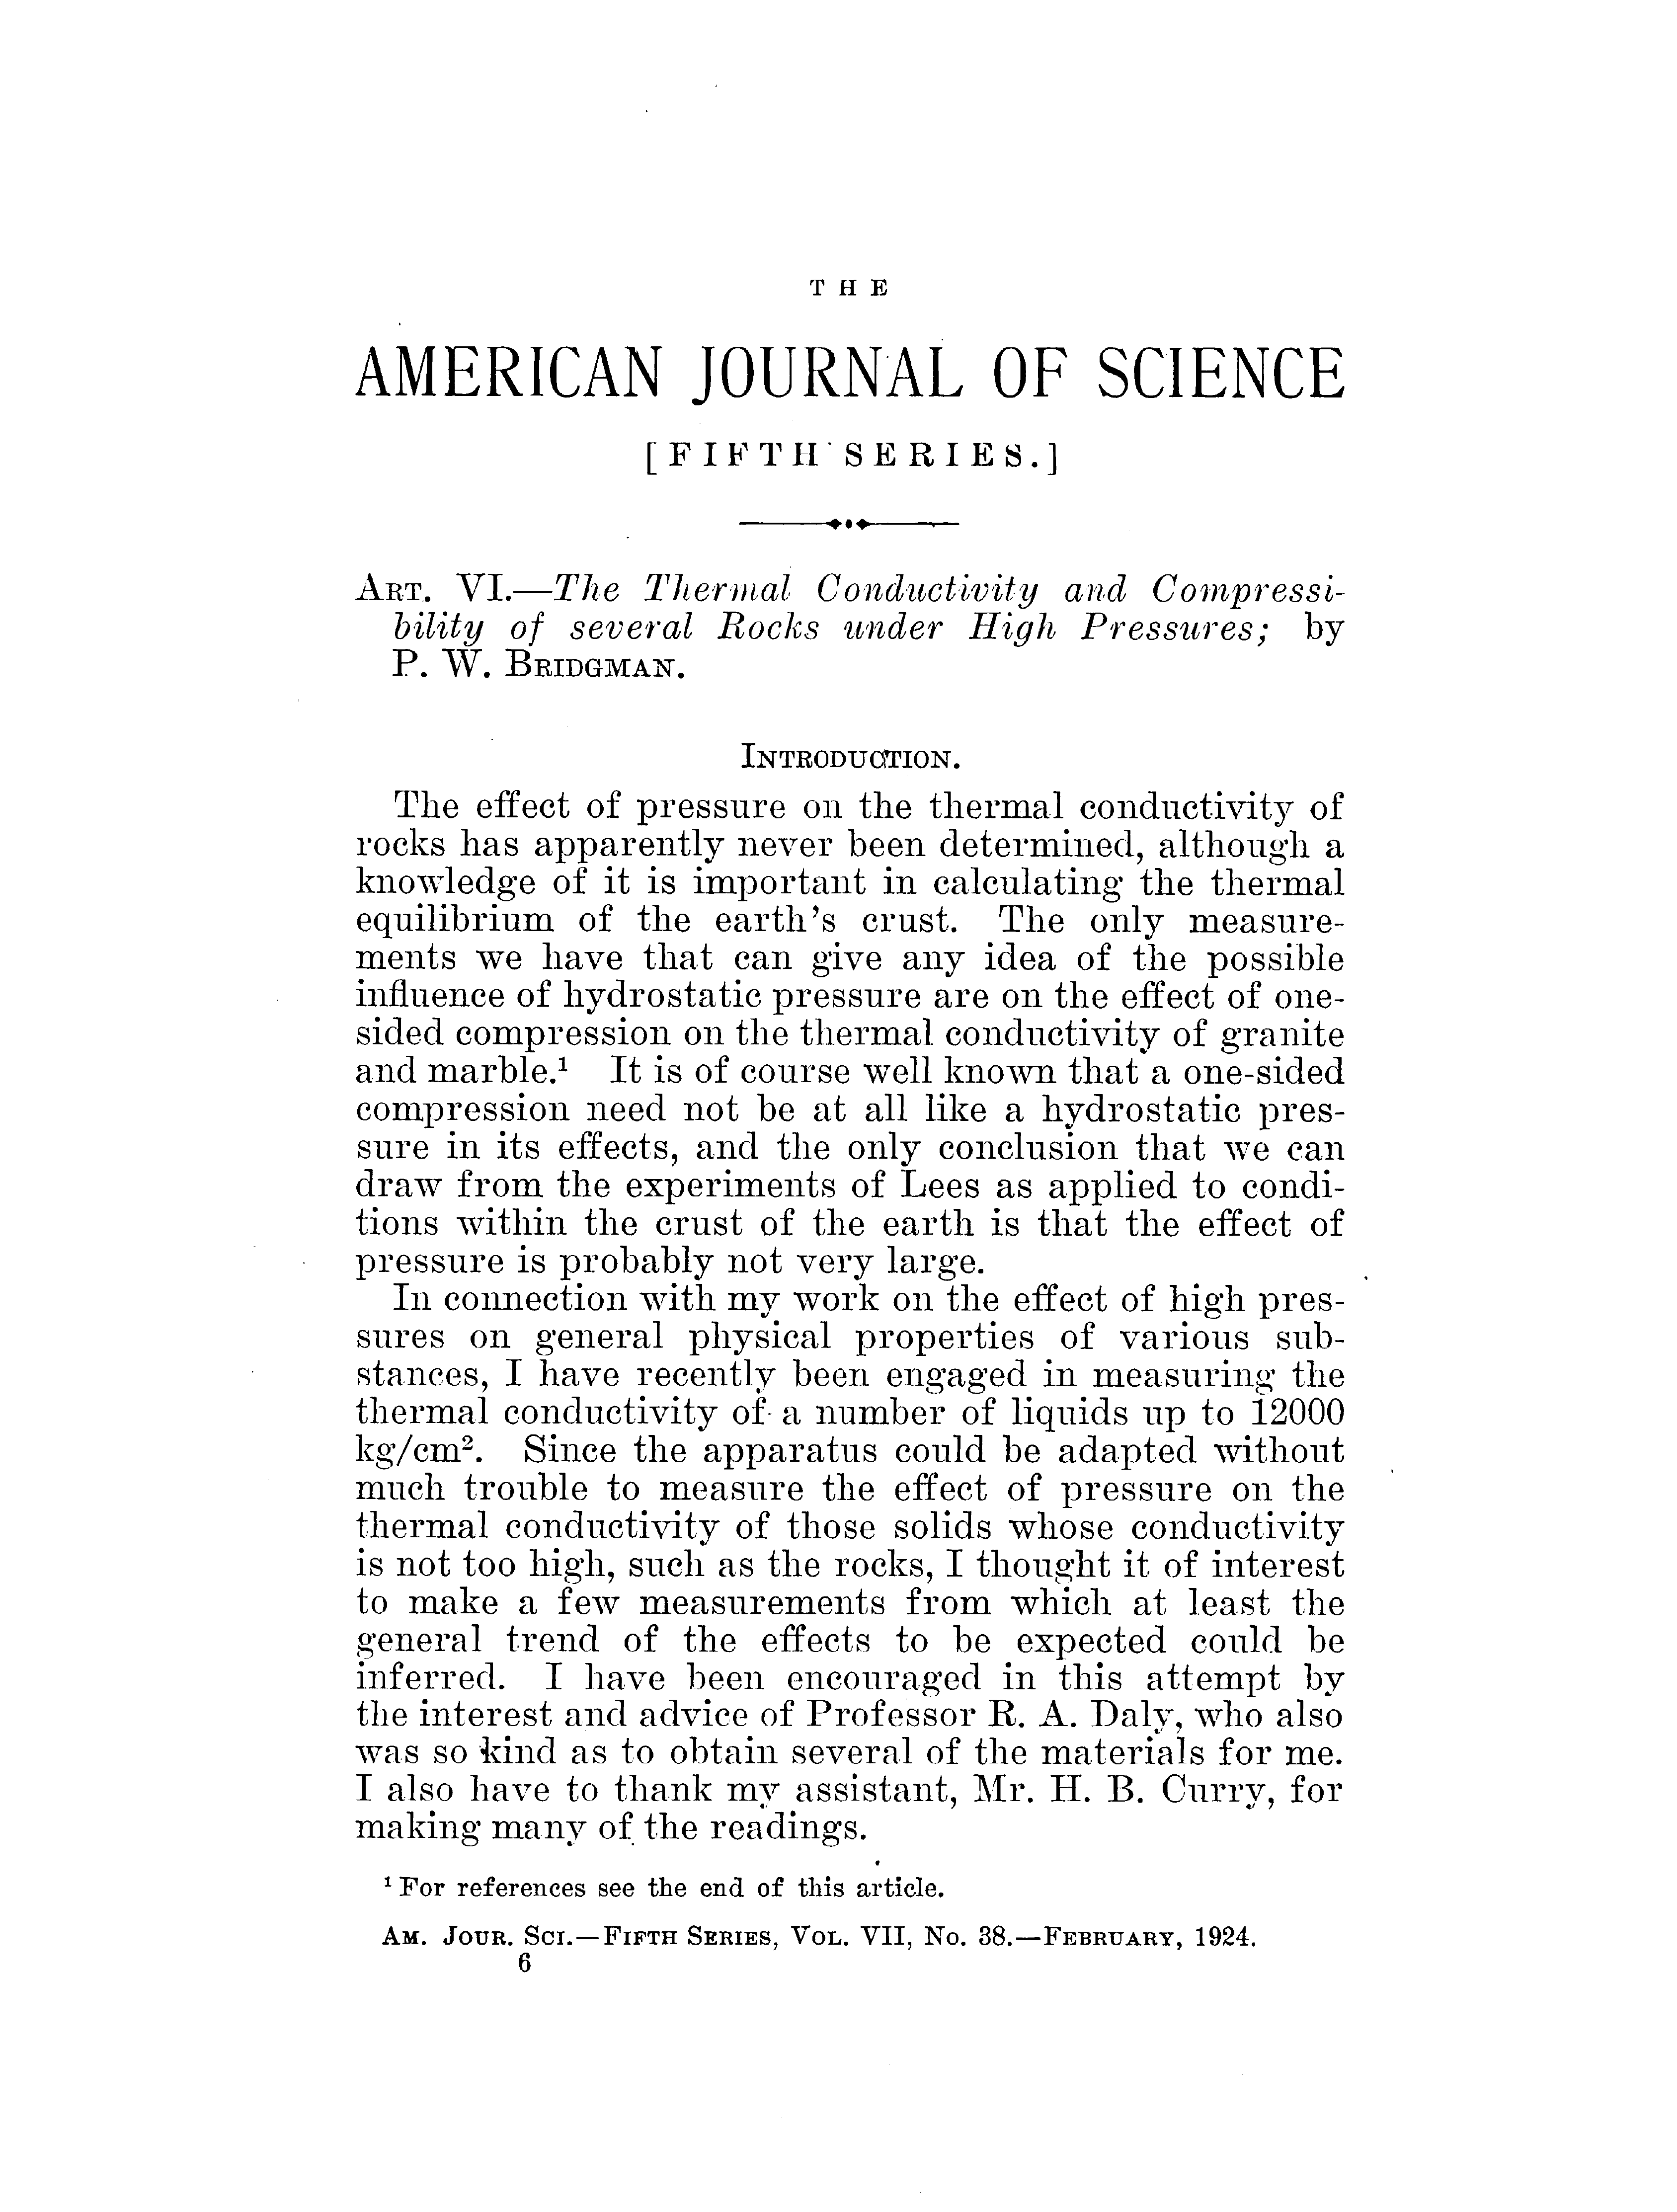 THE
AMERICAN JOURNAL OF SCIENCE
[FIFTH SERIES.]
ART. VI.—The Thermal Conductivity and Compressi-
bility of several Rocks under High Pressures; by
P. W. BRIDGMAN.
INTRODUCTION.
The effect of pressure on the thermal conductivity of
rocks has apparently never been determined, although a
knowledge of it is important in calculating the thermal
equilibrium of the earth's crust. The only measure-
ments we have that can give any idea of the possible
influence of hydrostatic pressure are on the effect of one-
sided compression on the thermal conductivity of granite
and marble.¹ It is of course well known that a one-sided
compression need not be at all like a hydrostatic pres-
sure in its effects, and the only conclusion that we can
draw from the experiments of Lees as applied to condi-
tions within the crust of the earth is that the effect of
pressure is probably not very large.
In connection with my work on the effect of high pres-
sures on general physical properties of various sub-
stances, I have recently been engaged in measuring the
thermal conductivity of a number of liquids up to 12000
kg/cm². Since the apparatus could be adapted without
much trouble to measure the effect of pressure on the
thermal conductivity of those solids whose conductivity
is not too high, such as the rocks, I thought it of interest
to make a few measurements from which at least the
general trend of the effects to be expected could be
inferred. I have been encouraged in this attempt by
the interest and advice of Professor R. A. Daly, who also
was so kind as to obtain several of the materials for me.
I also have to thank my assistant, Mr. H. B. Curry, for
making many of the readings.
¹ For references see the end of this article.
AM. JOUR. SCI.—FIFTH SERIES, VOL. VII, NO. 38.—FEBRUARY, 1924.
6